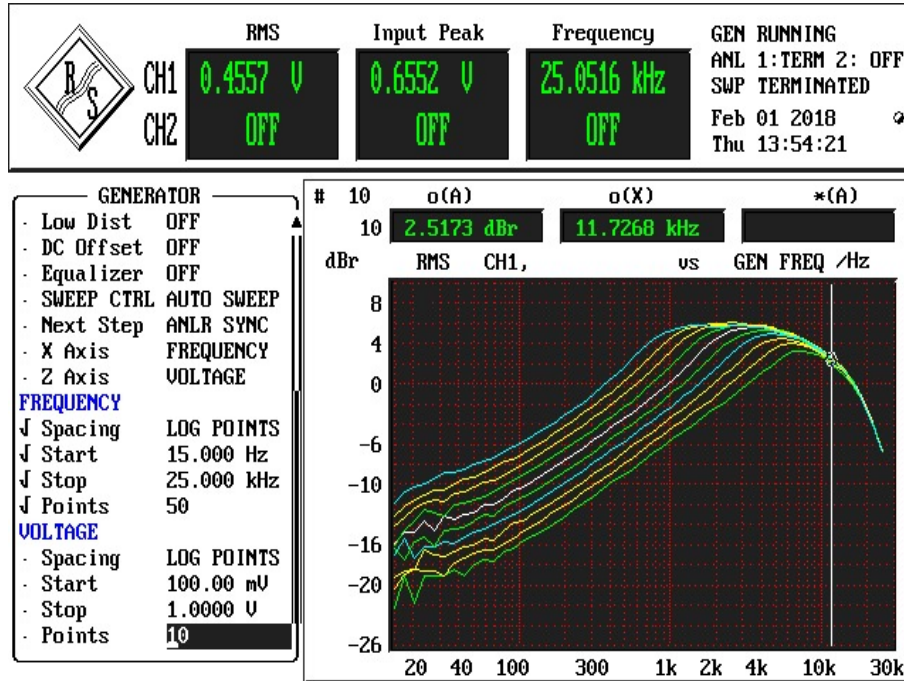 RMS Input Peak Frequency
R S
CH1 0.4557 V 0.6552 V 25.0516 kHz
CH2 OFF OFF OFF
GEN RUNNING
ANL 1:TERM 2: OFF
SWP TERMINATED
Feb 01 2018
Thu 13:54:21
GENERATOR
· Low Dist OFF
· DC Offset OFF
· Equalizer OFF
· SWEEP CTRL AUTO SWEEP
· Next Step ANLR SYNC
· X Axis FREQUENCY
· Z Axis VOLTAGE
FREQUENCY
√ Spacing LOG POINTS
√ Start 15.000 Hz
√ Stop 25.000 kHz
√ Points 50
VOLTAGE
· Spacing LOG POINTS
· Start 100.00 mV
· Stop 1.0000 V
· Points 10
# 10 o(A) o(X) *(A)
10 2.5173 dBr 11.7268 kHz
dBr RMS CH1, vs GEN FREQ /Hz
8
4
0
-6
-10
-16
-20
-26
20 40 100 300 1k 2k 4k 10k 30k